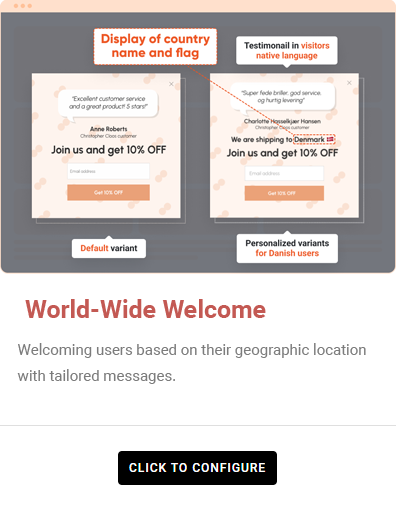 Display of country
name and flag
Testimonail in visitors
native language
"Excellent customer service
and a great product! 5 stars!"
Anne Roberts
Christopher Cloos customer
Join us and get 10% OFF
Email address
Get 10% OFF
Default variant
"Super fede briller, god service,
og hurtig levering"
Charlotte Hasselkjær Hansen
Christopher Cloos customer
We are shipping to Denmark
Join us and get 10% OFF
Email address
Get 10% OFF
Personalized variants
for Danish users
World-Wide Welcome
Welcoming users based on their geographic location
with tailored messages.
CLICK TO CONFIGURE